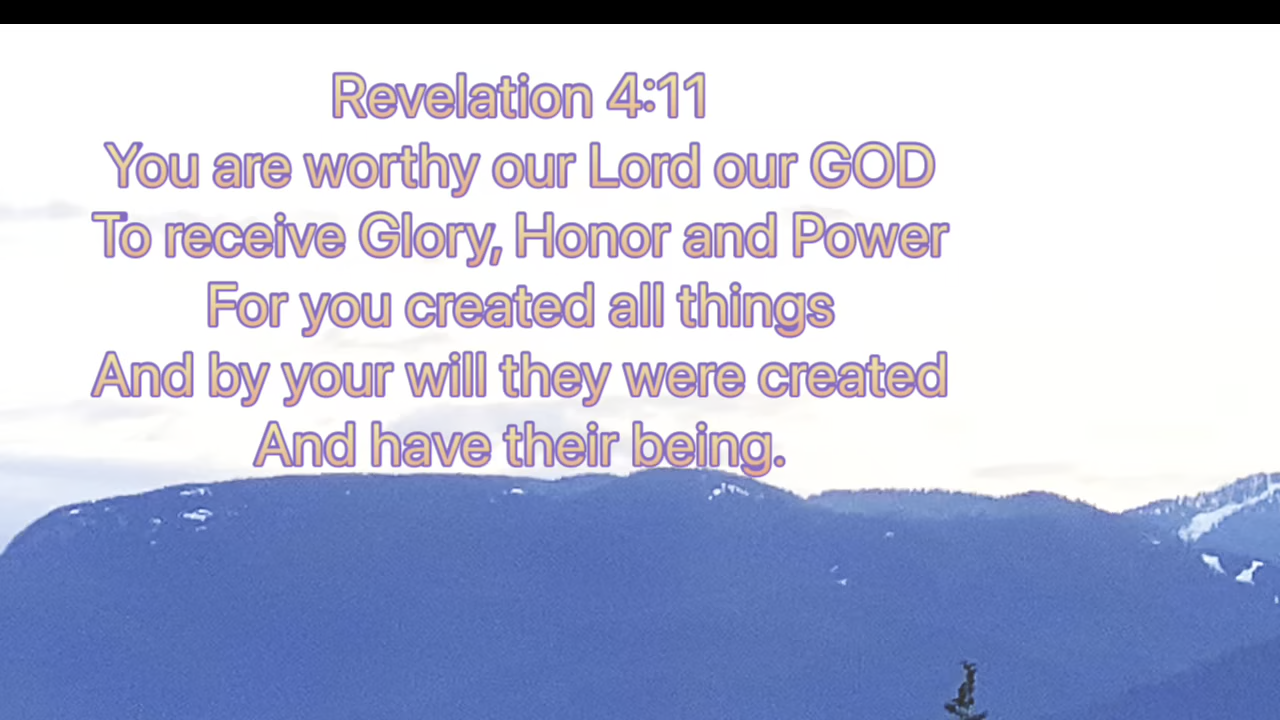 Revelation 4:11
You are worthy our Lord our GOD
To receive Glory, Honor and Power
For you created all things
And by your will they were created
And have their being.